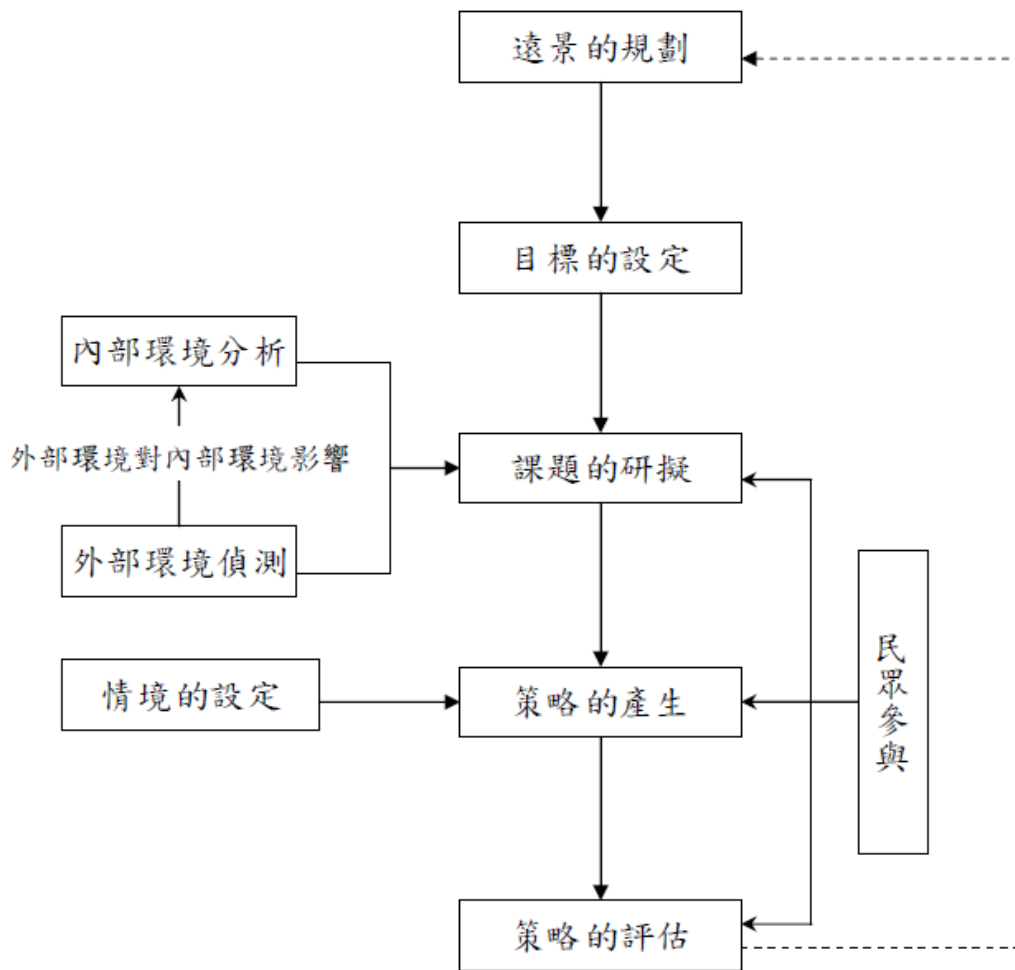 遠景的規劃
目標的設定
內部環境分析
外部環境對內部環境影響
課題的研擬
外部環境偵測
民眾參與
情境的設定
策略的產生
策略的評估